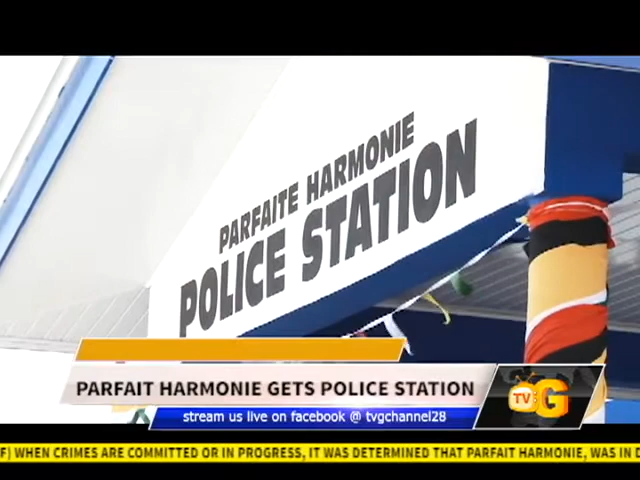 PARFAITE HARMONIE
POLICE STATION
PARFAIT HARMONIE GETS POLICE STATION
TV G
stream us live on facebook @ tvgchannel28
F) WHEN CRIMES ARE COMMITTED OR IN PROGRESS, IT WAS DETERMINED THAT PARFAIT HARMONIE, WAS IN D